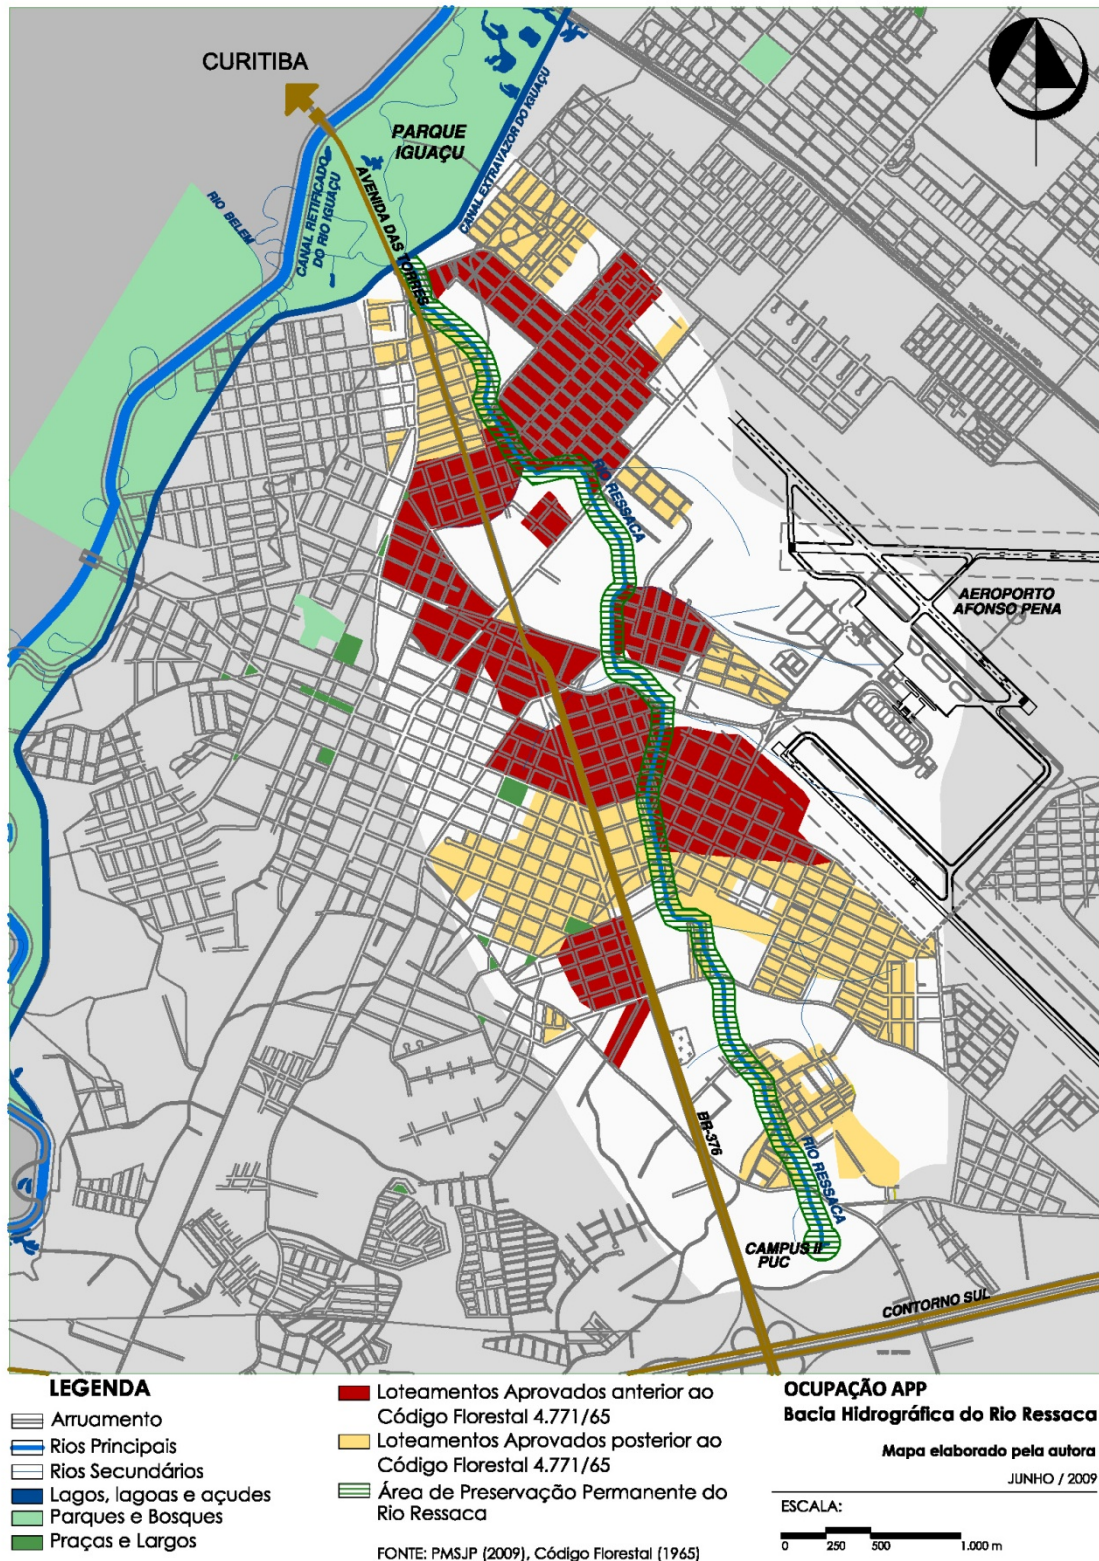 CURITIBA
PARQUE
IGUAÇU
RIO BELEM
CANAL RETIFICADO
DO RIO IGUAÇU
AVENIDA DAS TORRES
CANAL EXTRAVAZOR DO IGUAÇU
RIO RESSACA
AEROPORTO
AFONSO PENA
BR-376
RIO RESSACA
CAMPUS II
PUC
CONTORNO SUL
LEGENDA
Arruamento
Rios Principais
Rios Secundários
Lagos, lagoas e açudes
Parques e Bosques
Praças e Largos
Loteamentos Aprovados anterior ao
Código Florestal 4.771/65
Loteamentos Aprovados posterior ao
Código Florestal 4.771/65
Área de Preservação Permanente do
Rio Ressaca
FONTE: PMSJP (2009), Código Florestal (1965)
OCUPAÇÃO APP
Bacia Hidrográfica do Rio Ressaca
Mapa elaborado pela autora
JUNHO / 2009
ESCALA:
0 250 500 1.000 m